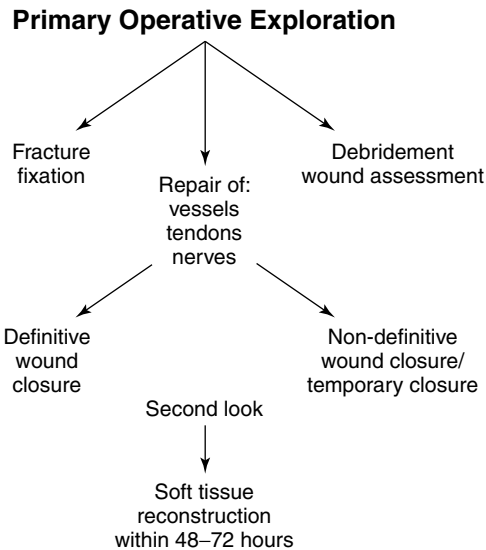 Primary Operative Exploration
Fracture
fixation
Repair of:
vessels
tendons
nerves
Debridement
wound assessment
Definitive
wound
closure
Non-definitive
wound closure/
temporary closure
Second look
Soft tissue
reconstruction
within 48–72 hours